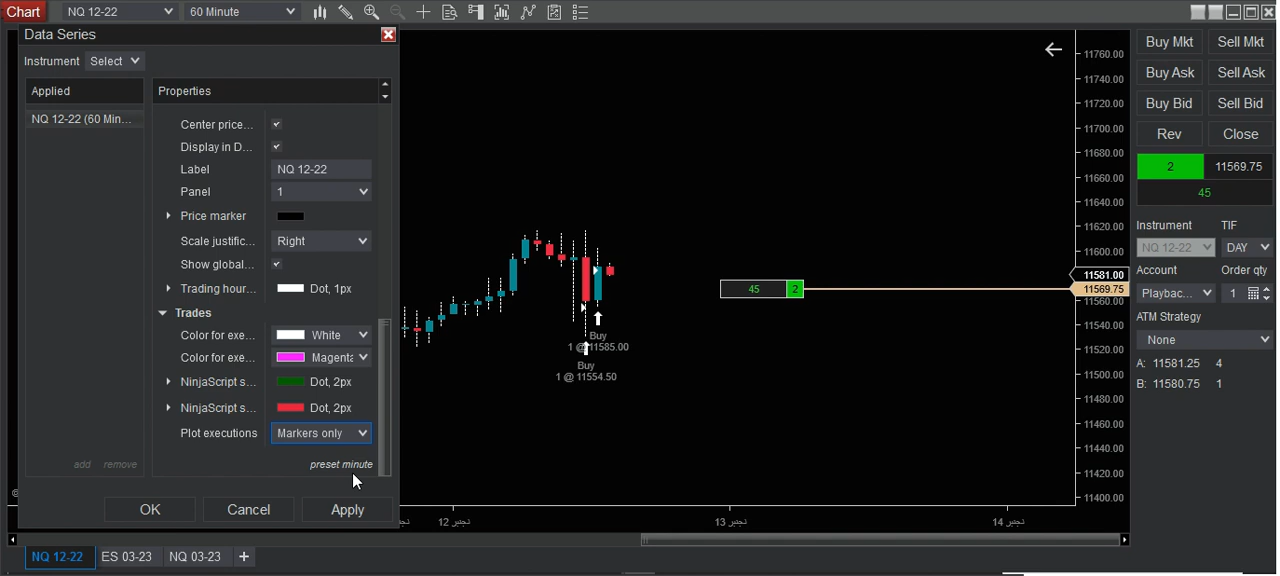 Chart NQ 12-22 60 Minute
Data Series
Instrument Select
Applied Properties
NQ 12-22 (60 Min...
Center price...
Display in D...
Label NQ 12-22
Panel 1
Price marker
Scale justific... Right
Show global...
Trading hour... Dot, 1px
Trades
Color for exe... White
Color for exe... Magenta
NinjaScript s... Dot, 2px
NinjaScript s... Dot, 2px
Plot executions Markers only
add remove preset minute
OK Cancel Apply
45 2
Buy
1 @ 11585.00
Buy
1 @ 11554.50
11760.00
11740.00
11720.00
11700.00
11680.00
11660.00
11640.00
11620.00
11600.00
11581.00
11569.75
11560.00
11540.00
11520.00
11500.00
11480.00
11460.00
11440.00
11420.00
11400.00
12 دجنبر
13 دجنبر
14 دجنبر
Buy Mkt Sell Mkt
Buy Ask Sell Ask
Buy Bid Sell Bid
Rev Close
2 11569.75
45
Instrument TIF
NQ 12-22 DAY
Account Order qty
Playbac... 1
ATM Strategy
None
A: 11581.25 4
B: 11580.75 1
NQ 12-22 ES 03-23 NQ 03-23 +